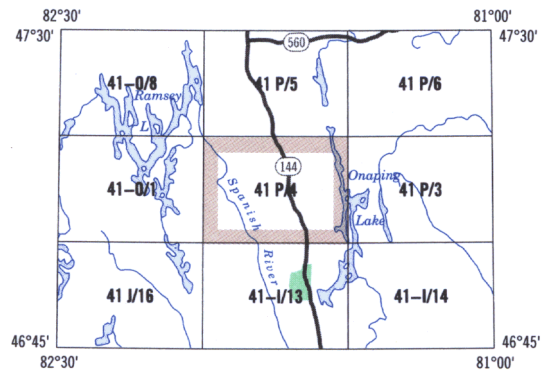 82°30' 81°00'
47°30' 47°30'
560
41–O/8 41 P/5 41 P/6
Ramsey
L
144
41–O/1 41 P/4 41 P/3
Onaping
Lake
Spanish
River
41 J/16 41–I/13 41–I/14
46°45' 46°45'
82°30' 81°00'